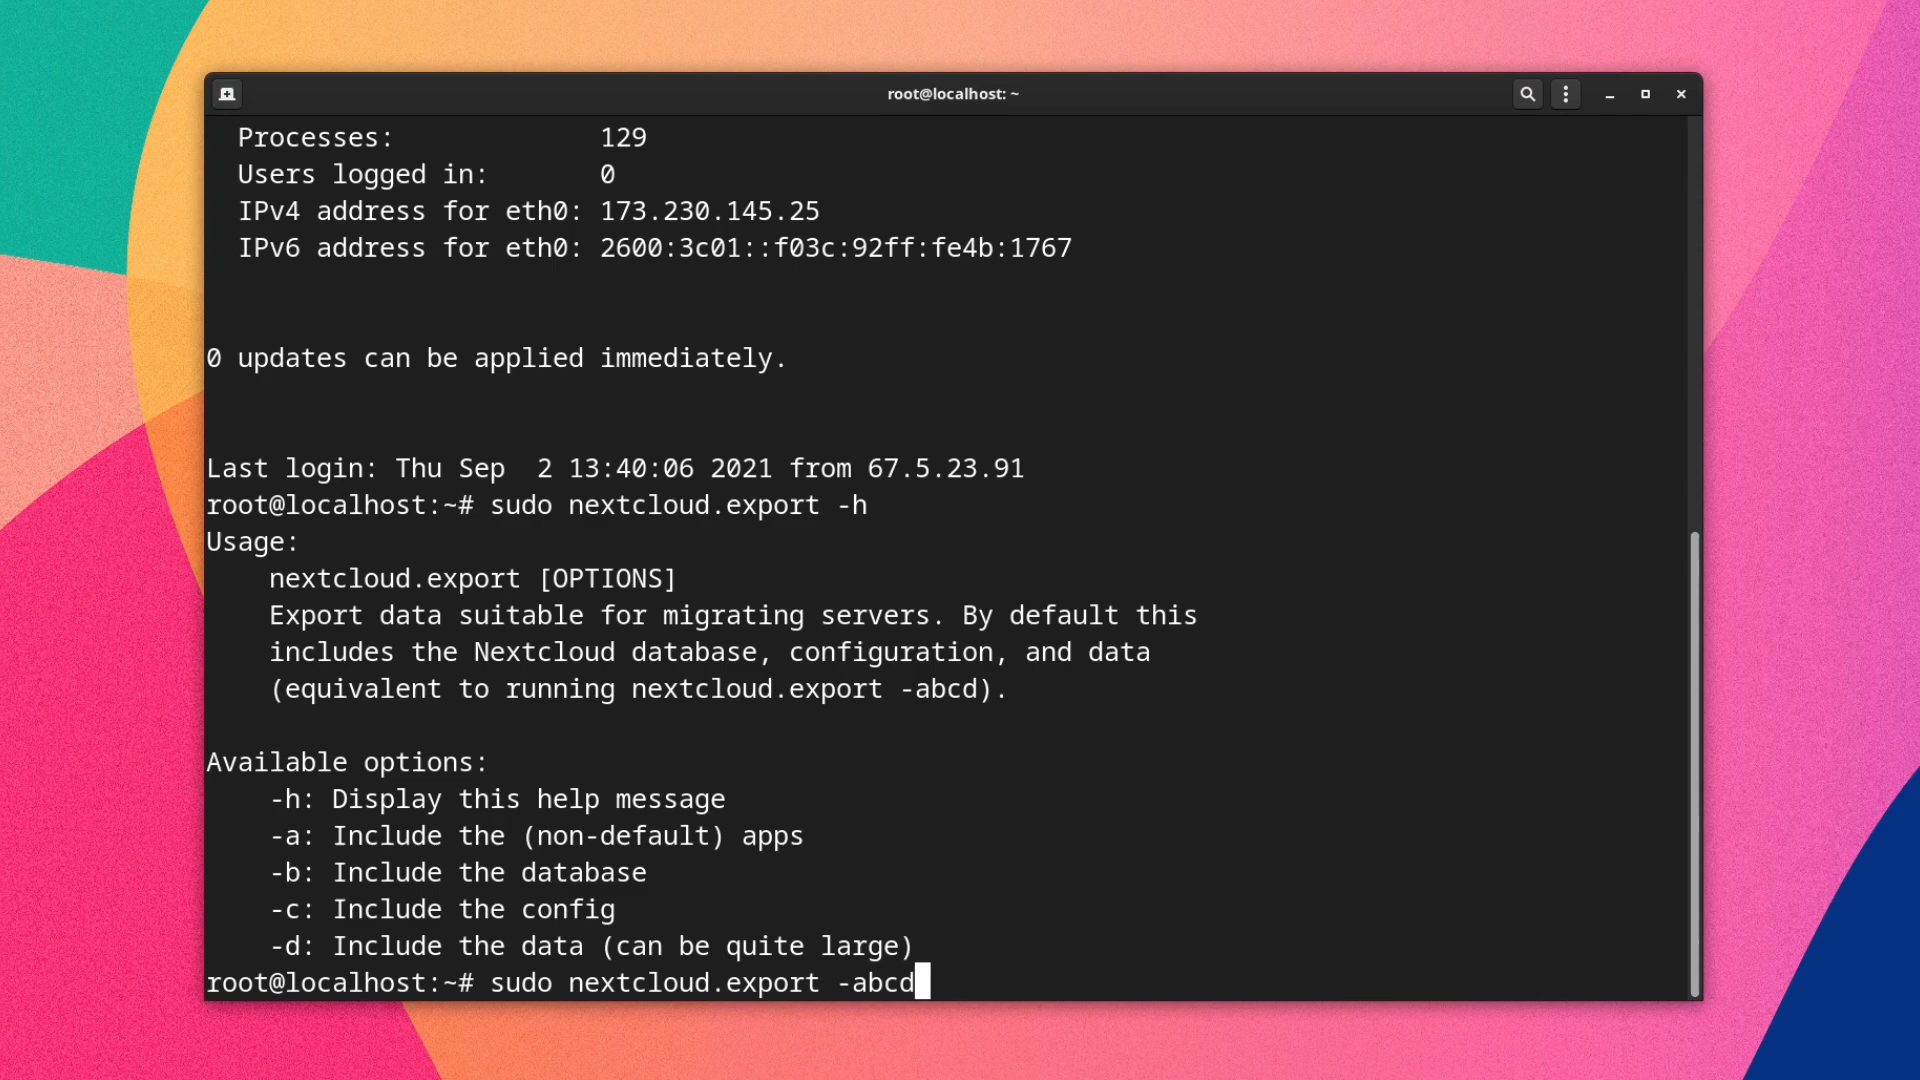 root@localhost: ~
Processes: 129
Users logged in: 0
IPv4 address for eth0: 173.230.145.25
IPv6 address for eth0: 2600:3c01::f03c:92ff:fe4b:1767
0 updates can be applied immediately.
Last login: Thu Sep  2 13:40:06 2021 from 67.5.23.91
root@localhost:~# sudo nextcloud.export -h
Usage:
nextcloud.export [OPTIONS]
Export data suitable for migrating servers. By default this
includes the Nextcloud database, configuration, and data
(equivalent to running nextcloud.export -abcd).
Available options:
-h: Display this help message
-a: Include the (non-default) apps
-b: Include the database
-c: Include the config
-d: Include the data (can be quite large)
root@localhost:~# sudo nextcloud.export -abcd